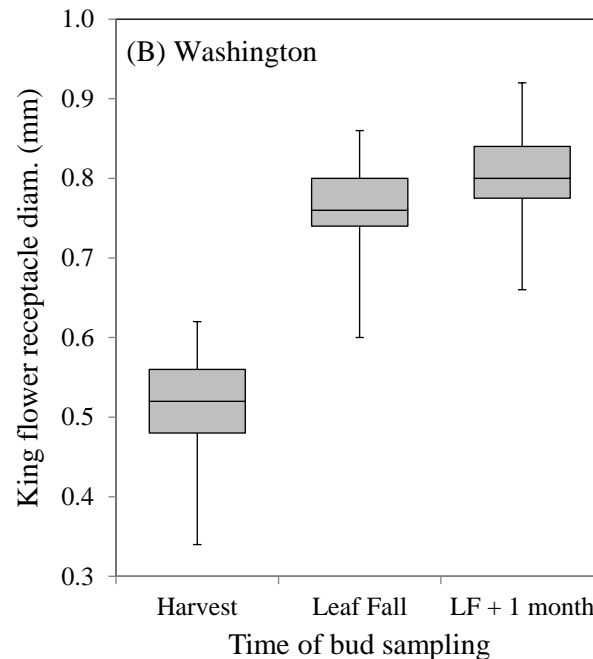 (B) Washington
King flower receptacle diam. (mm)
1.0
0.9
0.8
0.7
0.6
0.5
0.4
0.3
Harvest Leaf Fall LF + 1 month
Time of bud sampling